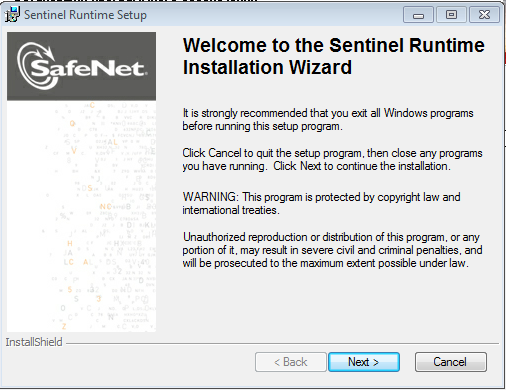 Sentinel Runtime Setup
SafeNet.
Welcome to the Sentinel Runtime
Installation Wizard
It is strongly recommended that you exit all Windows programs
before running this setup program.
Click Cancel to quit the setup program, then close any programs
you have running. Click Next to continue the installation.
WARNING: This program is protected by copyright law and
international treaties.
Unauthorized reproduction or distribution of this program, or any
portion of it, may result in severe civil and criminal penalties, and
will be prosecuted to the maximum extent possible under law.
InstallShield
< Back
Next >
Cancel